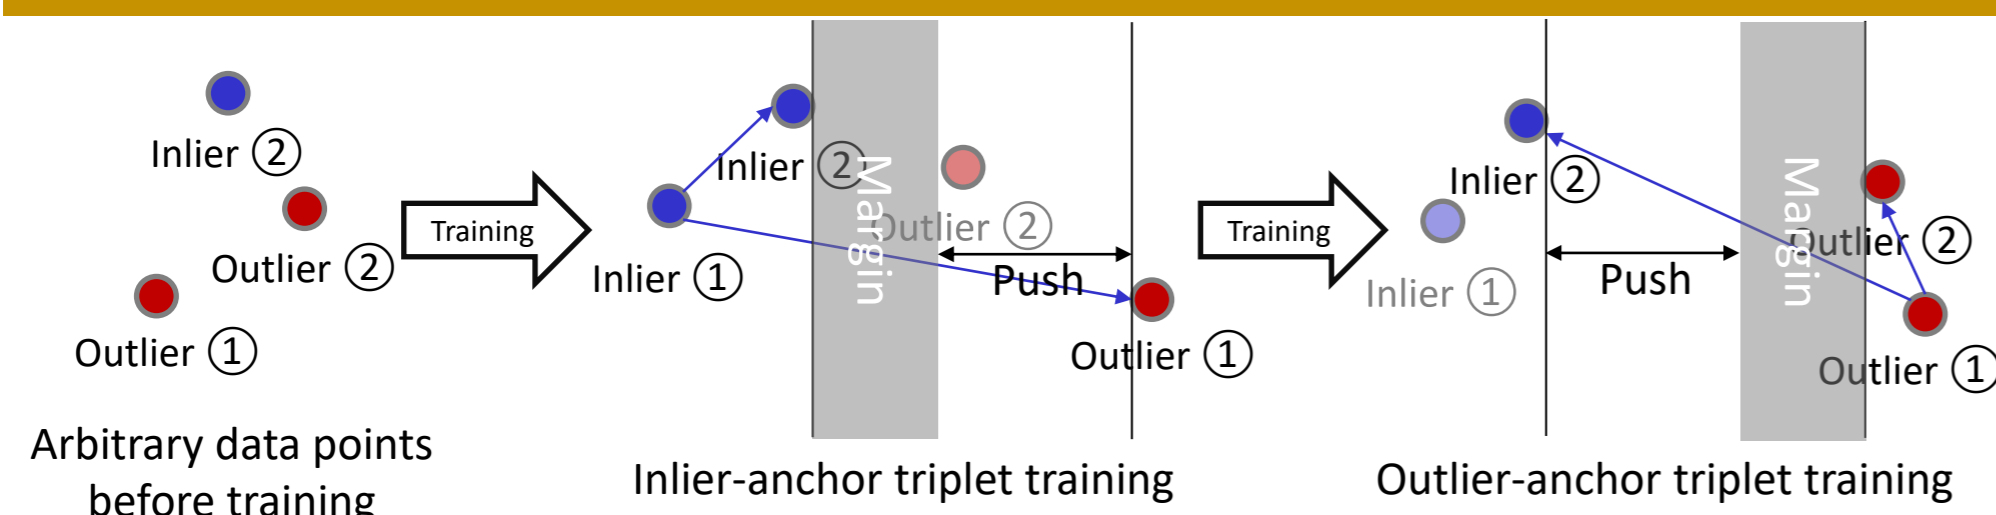 Inlier ②
Outlier ②
Outlier ①
Arbitrary data points
before training
Training
Inlier ②
Margin
Outlier ②
Inlier ①
Push
Outlier ①
Inlier-anchor triplet training
Training
Inlier ②
Margin
Outlier ②
Inlier ①
Push
Outlier ①
Outlier-anchor triplet training